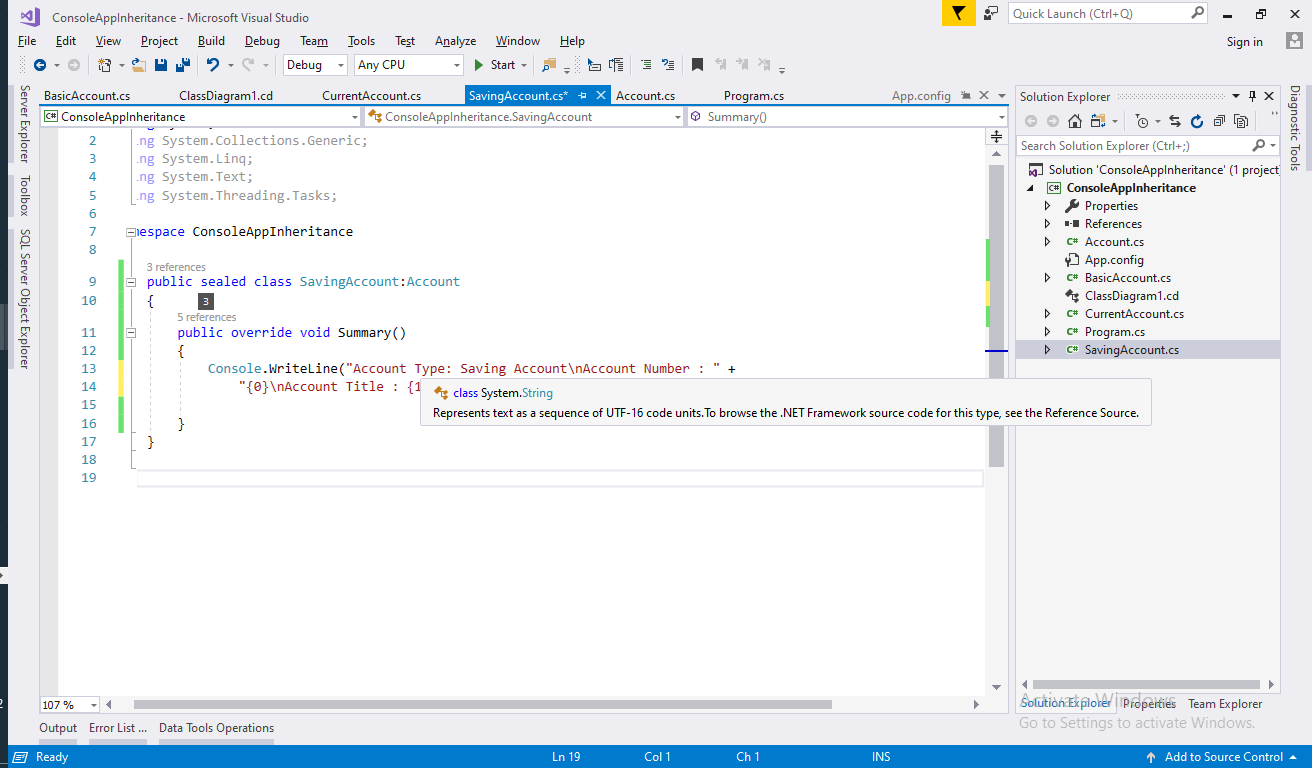 ConsoleAppInheritance - Microsoft Visual Studio
Quick Launch (Ctrl+Q)
File Edit View Project Build Debug Team Tools Test Analyze Window Help
Sign in
Debug Any CPU Start
BasicAccount.cs ClassDiagram1.cd CurrentAccount.cs SavingAccount.cs* Account.cs Program.cs App.config
ConsoleAppInheritance ConsoleAppInheritance.SavingAccount Summary()
Server Explorer
Toolbox
SQL Server Object Explorer
2 ng System.Collections.Generic;
3 ng System.Linq;
4 ng System.Text;
5 ng System.Threading.Tasks;
6
7 espace ConsoleAppInheritance
8
3 references
9 public sealed class SavingAccount:Account
10 {
3
5 references
11 public override void Summary()
12 {
13 Console.WriteLine("Account Type: Saving Account\nAccount Number : " +
14 "{0}\nAccount Title : {1
class System.String
Represents text as a sequence of UTF-16 code units.To browse the .NET Framework source code for this type, see the Reference Source.
15
16 }
17 }
18
19
107 %
Solution Explorer
Search Solution Explorer (Ctrl+;)
Solution 'ConsoleAppInheritance' (1 project
ConsoleAppInheritance
Properties
References
Account.cs
App.config
BasicAccount.cs
ClassDiagram1.cd
CurrentAccount.cs
Program.cs
SavingAccount.cs
Diagnostic Tools
Solution Explorer Properties Team Explorer
Activate Windows
Go to Settings to activate Windows.
Output Error List ... Data Tools Operations
Ready Ln 19 Col 1 Ch 1 INS Add to Source Control